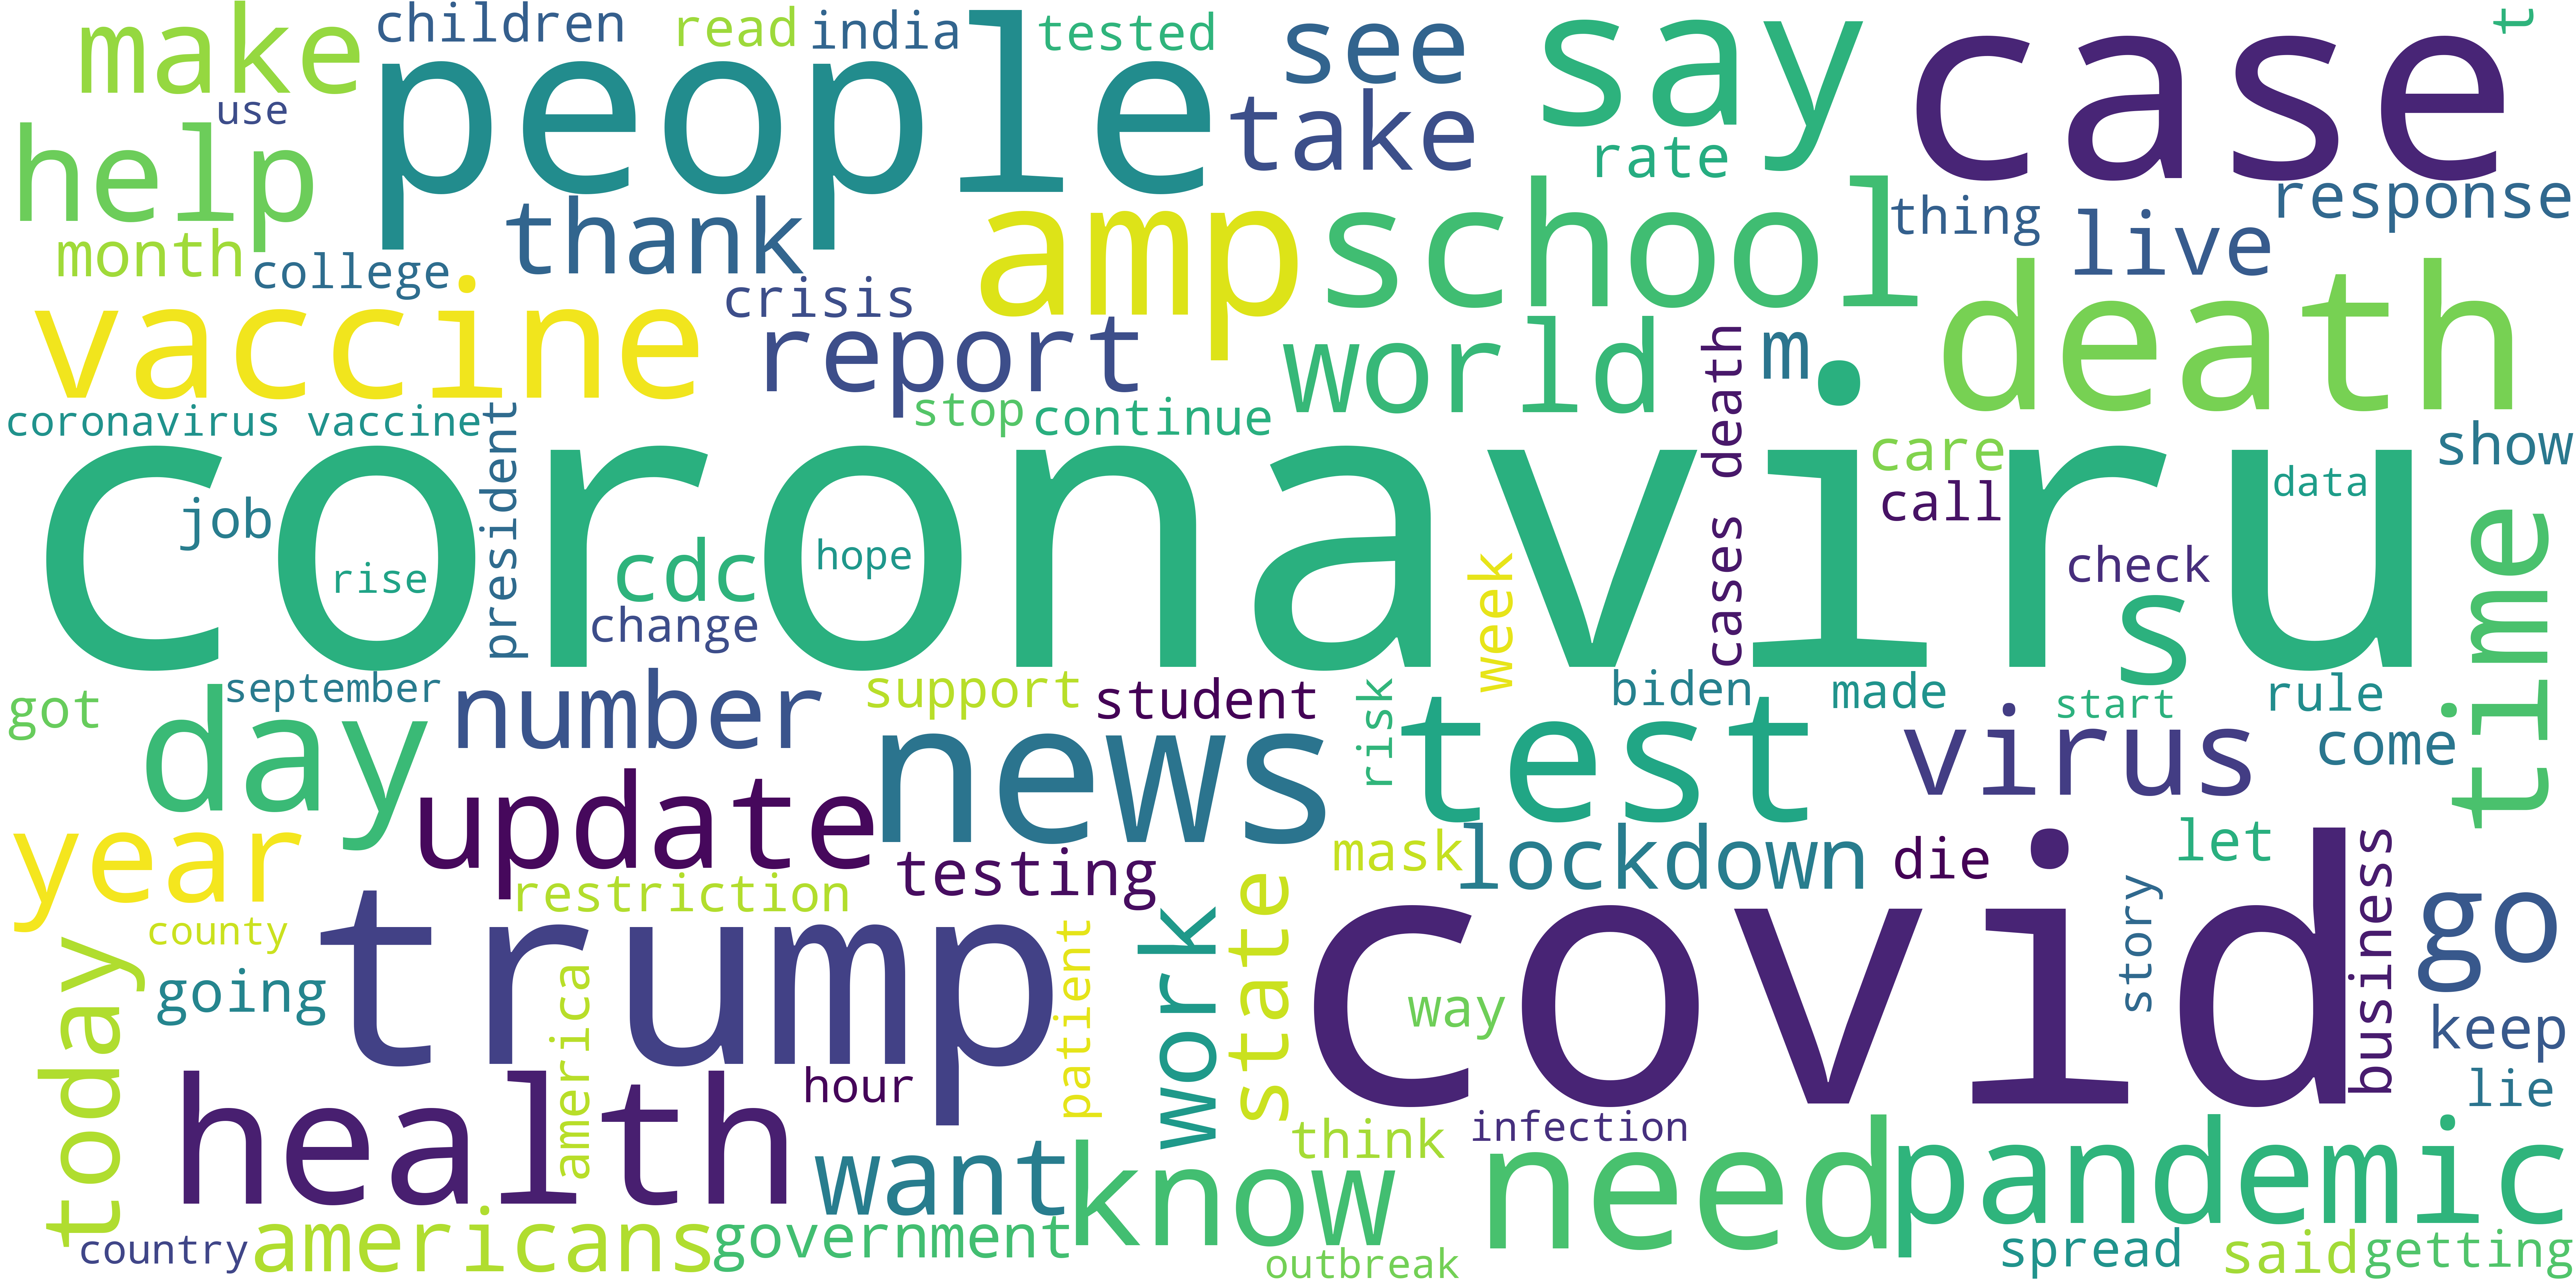 make
children
read
india
tested
see
say
case
t
people
use
take
help
rate
response
thank
amp
school
thing
live
month
college
vaccine
crisis
report
world
m
death
stop
continue
cases death
coronavirus vaccine
president
coronaviru
care
show
job
call
data
time
rise
cdc
hope
week
check
change
s
september
number
support
student
risk
biden
made
start
rule
got
day
news
test
virus
come
update
year
testing
mask
lockdown
die
let
business
restriction
county
trump
work
state
covid
story
go
today
going
america
patient
way
keep
health
hour
lie
want
know
think
infection
need
pandemic
country
americans
government
outbreak
spread
said
getting